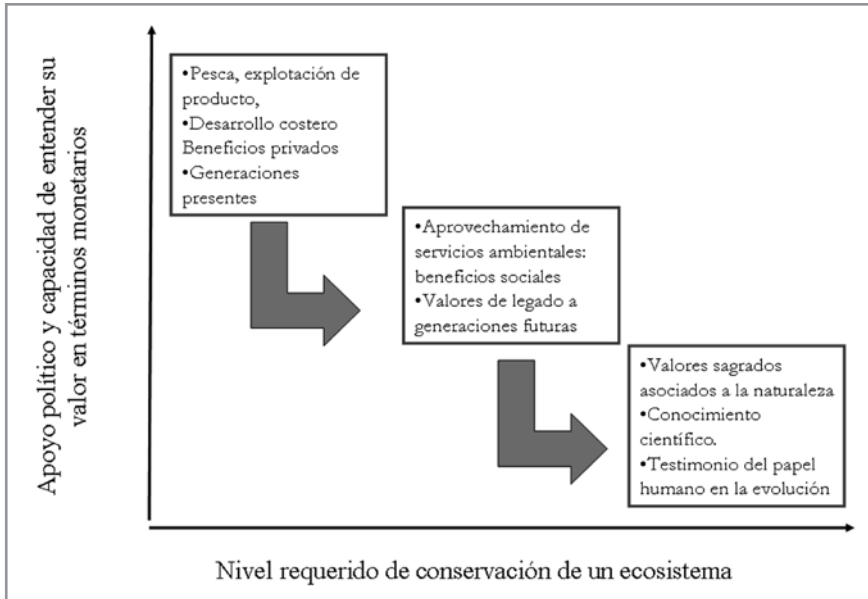 Apoyo político y capacidad de entender su
valor en términos monetarios
•Pesca, explotación de
producto,
•Desarrollo costero
Beneficios privados
•Generaciones
presentes
•Aprovechamiento de
servicios ambientales:
beneficios sociales
•Valores de legado a
generaciones futuras
•Valores sagrados
asociados a la naturaleza
•Conocimiento
científico.
•Testimonio del papel
humano en la evolución
Nivel requerido de conservación de un ecosistema